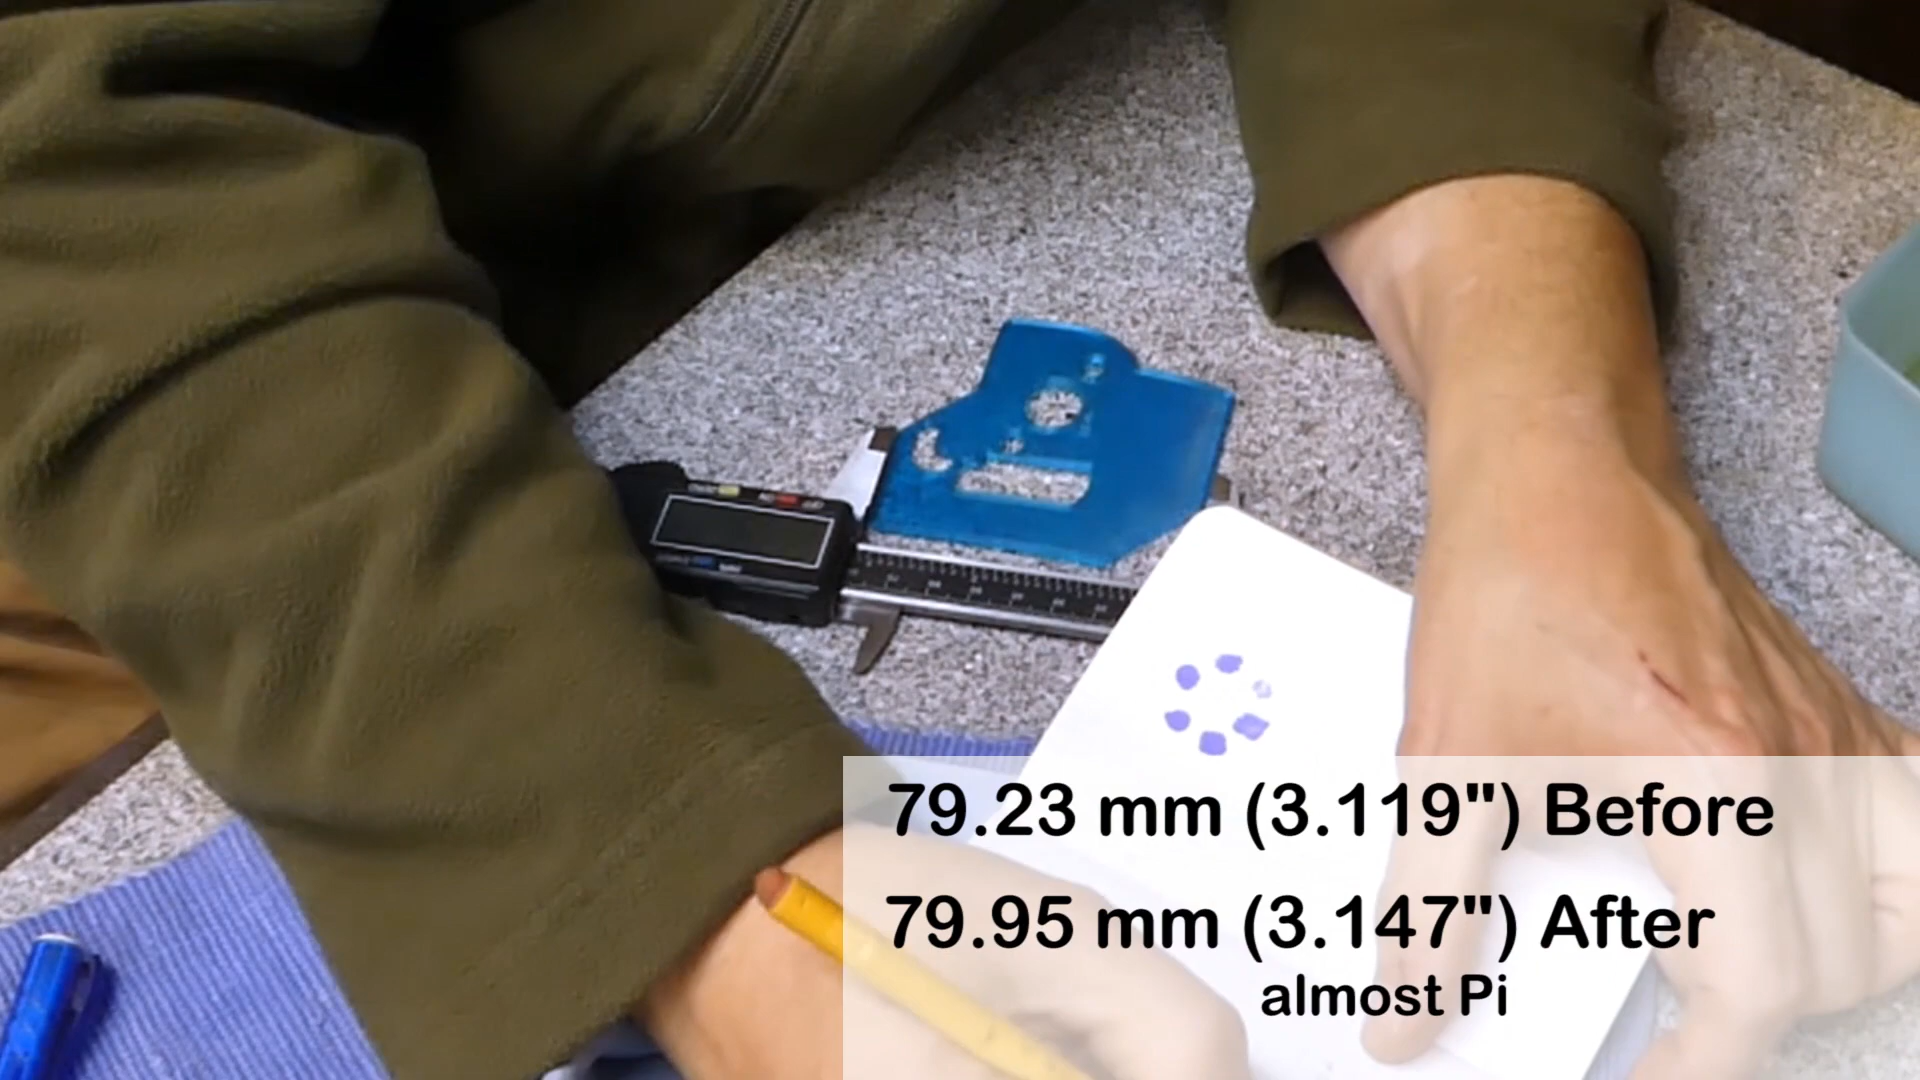 79.23 mm (3.119") Before
79.95 mm (3.147") After
almost Pi